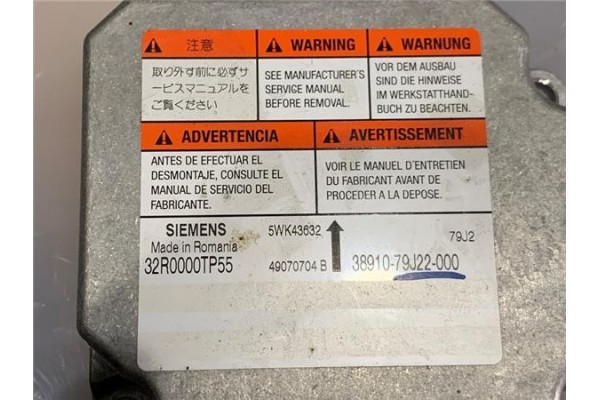 注意
取り外す前に必ずサ
ービスマニュアルを
ご覧ください
WARNING
SEE MANUFACTURER'S
SERVICE MANUAL
BEFORE REMOVAL.
WARNUNG
VOR DEM AUSBAU
SIND DIE HINWEISE
IM WERKSTATTHAND-
BUCH ZU BEACHTEN.
ADVERTENCIA
ANTES DE EFECTUAR EL
DESMONTAJE, CONSULTE EL
MANUAL DE SERVICIO DEL
FABRICANTE.
AVERTISSEMENT
VOIR LE MANUEL D'ENTRETIEN
DU FABRICANT AVANT DE
PROCEDER A LA DEPOSE.
SIEMENS 5WK43632 79J2
Made in Romania
32R0000TP55 49070704 B 38910-79J22-000